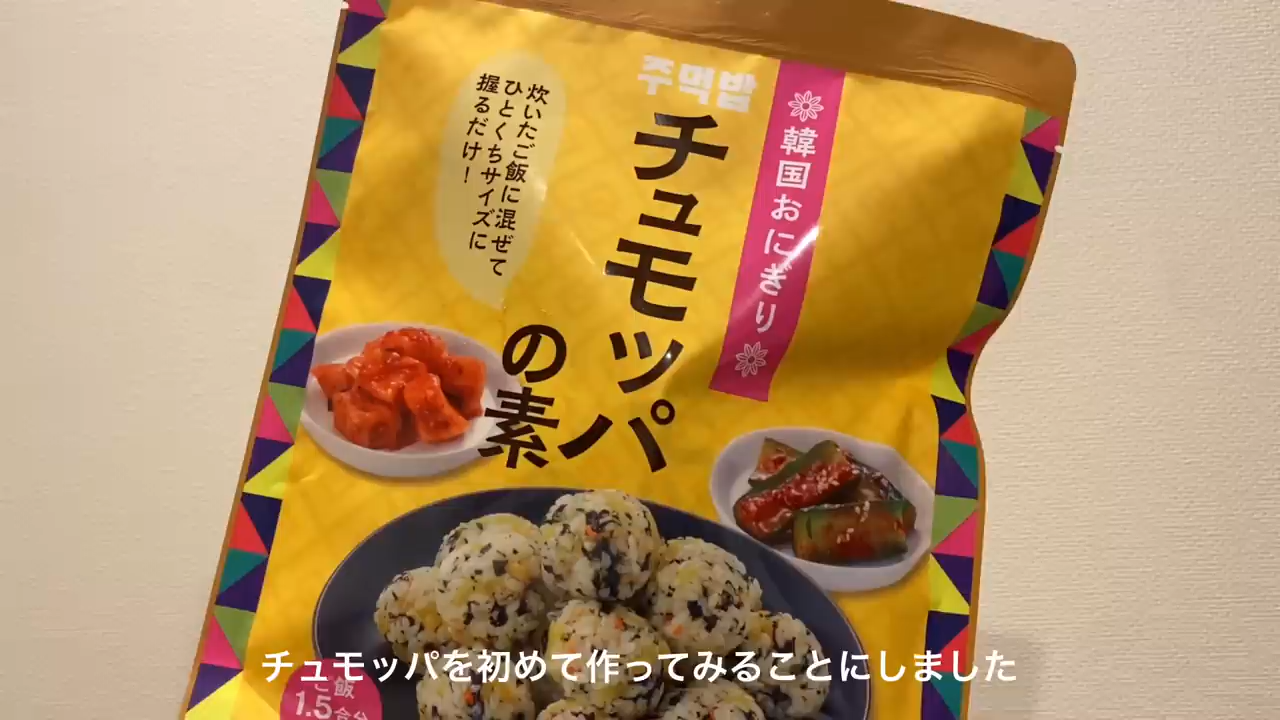 주먹밥
韓国おにぎり
チュモッパ
の素
炊いたご飯に混ぜて
ひとくちサイズに
握るだけ!
ご飯
1.5合分
チュモッパを初めて作ってみることにしました